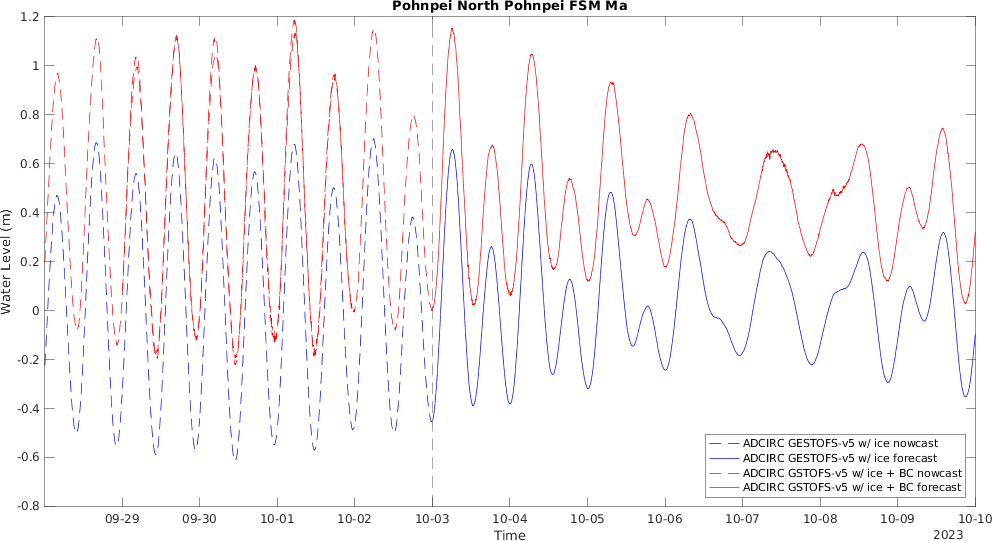 Pohnpei North Pohnpei FSM Ma
1.2
1
0.8
0.6
0.4
0.2
0
-0.2
-0.4
-0.6
-0.8
Water Level (m)
09-29 09-30 10-01 10-02 10-03 10-04 10-05 10-06 10-07 10-08 10-09 10-10
Time
2023
ADCIRC GESTOFS-v5 w/ ice nowcast
ADCIRC GESTOFS-v5 w/ ice forecast
ADCIRC GSTOFS-v5 w/ ice + BC nowcast
ADCIRC GSTOFS-v5 w/ ice + BC forecast